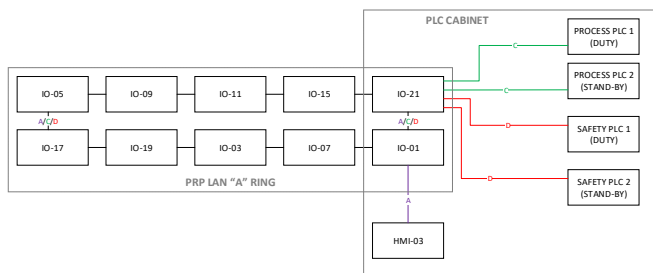 PLC CABINET
PROCESS PLC 1
(DUTY)
C
IO-05
IO-09
IO-11
IO-15
IO-21
C
PROCESS PLC 2
(STAND-BY)
A/C/D
A/C/D
D
SAFETY PLC 1
(DUTY)
IO-17
IO-19
IO-03
IO-07
IO-01
PRP LAN “A” RING
D
SAFETY PLC 2
(STAND-BY)
A
HMI-03